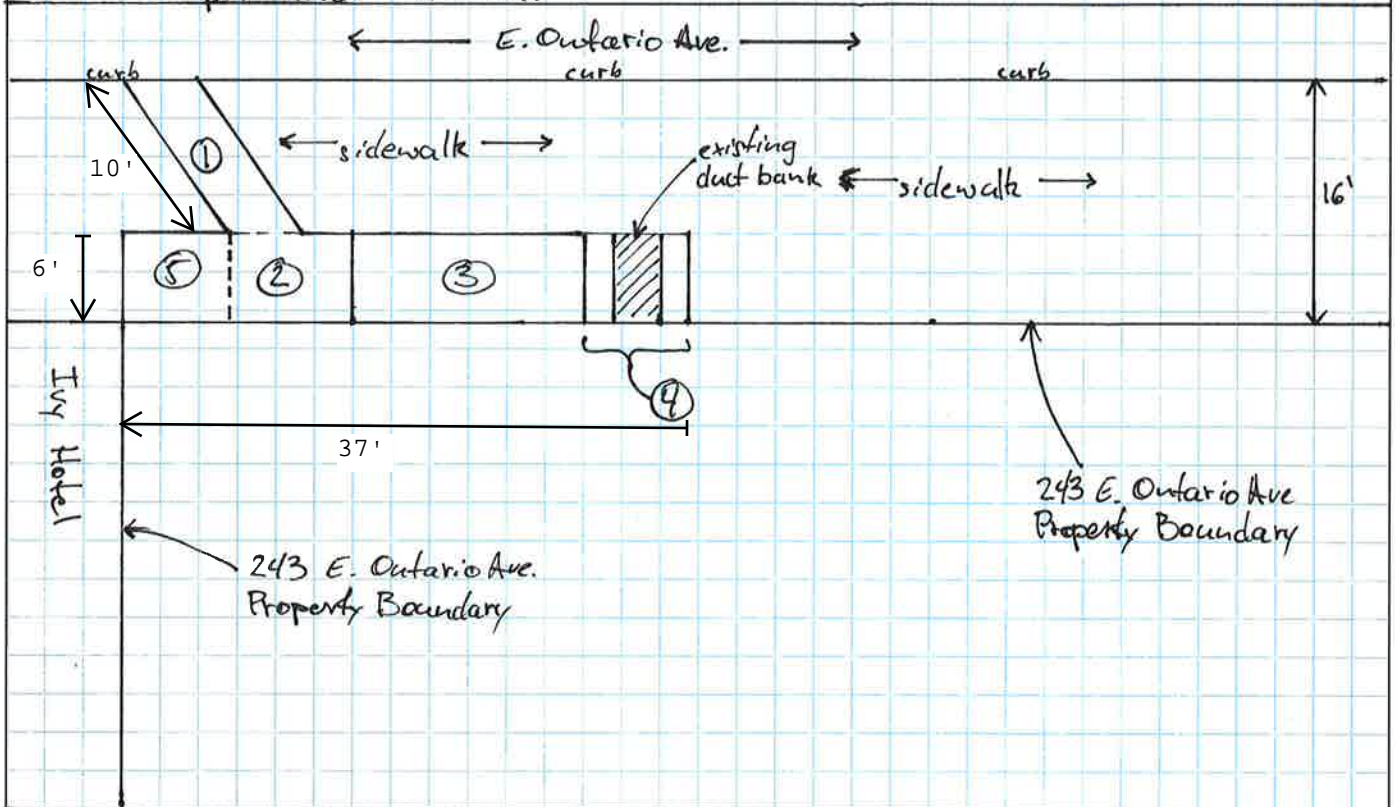 E. Ontario Ave.
curb
curb
curb
10'
①
sidewalk
existing
duct bank
sidewalk
16'
6'
⑤
②
③
④
37'
Ivy Hotel
243 E. Ontario Ave
Property Boundary
243 E. Ontario Ave.
Property Boundary